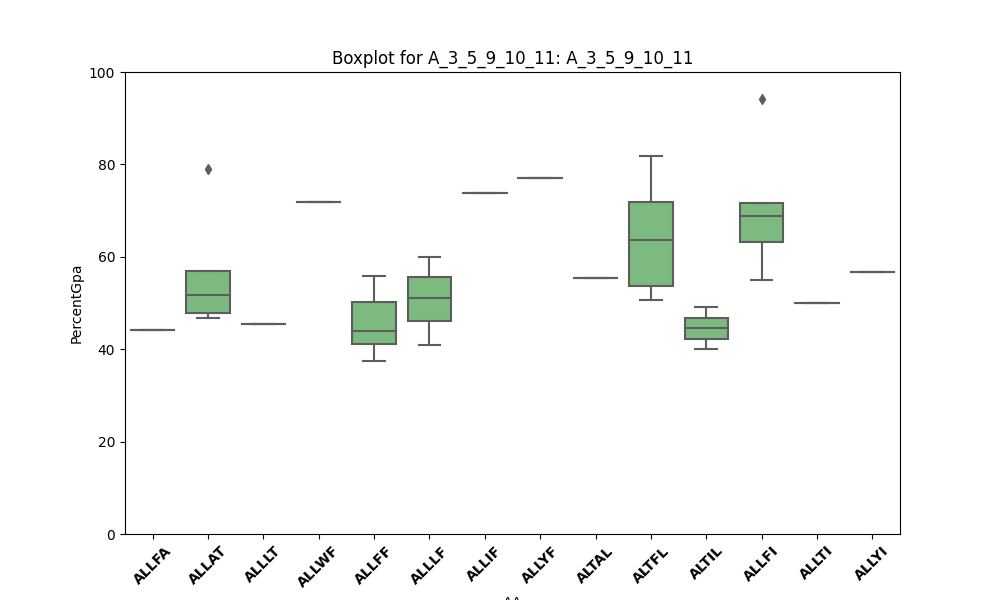 Boxplot for A_3_5_9_10_11: A_3_5_9_10_11
100
80
60
40
20
0
PercentGpa
ALLFA
ALLAT
ALLLT
ALLWF
ALLFF
ALLLF
ALLIF
ALLYF
ALTAL
ALTFL
ALTIL
ALLFI
ALLTI
ALLYI